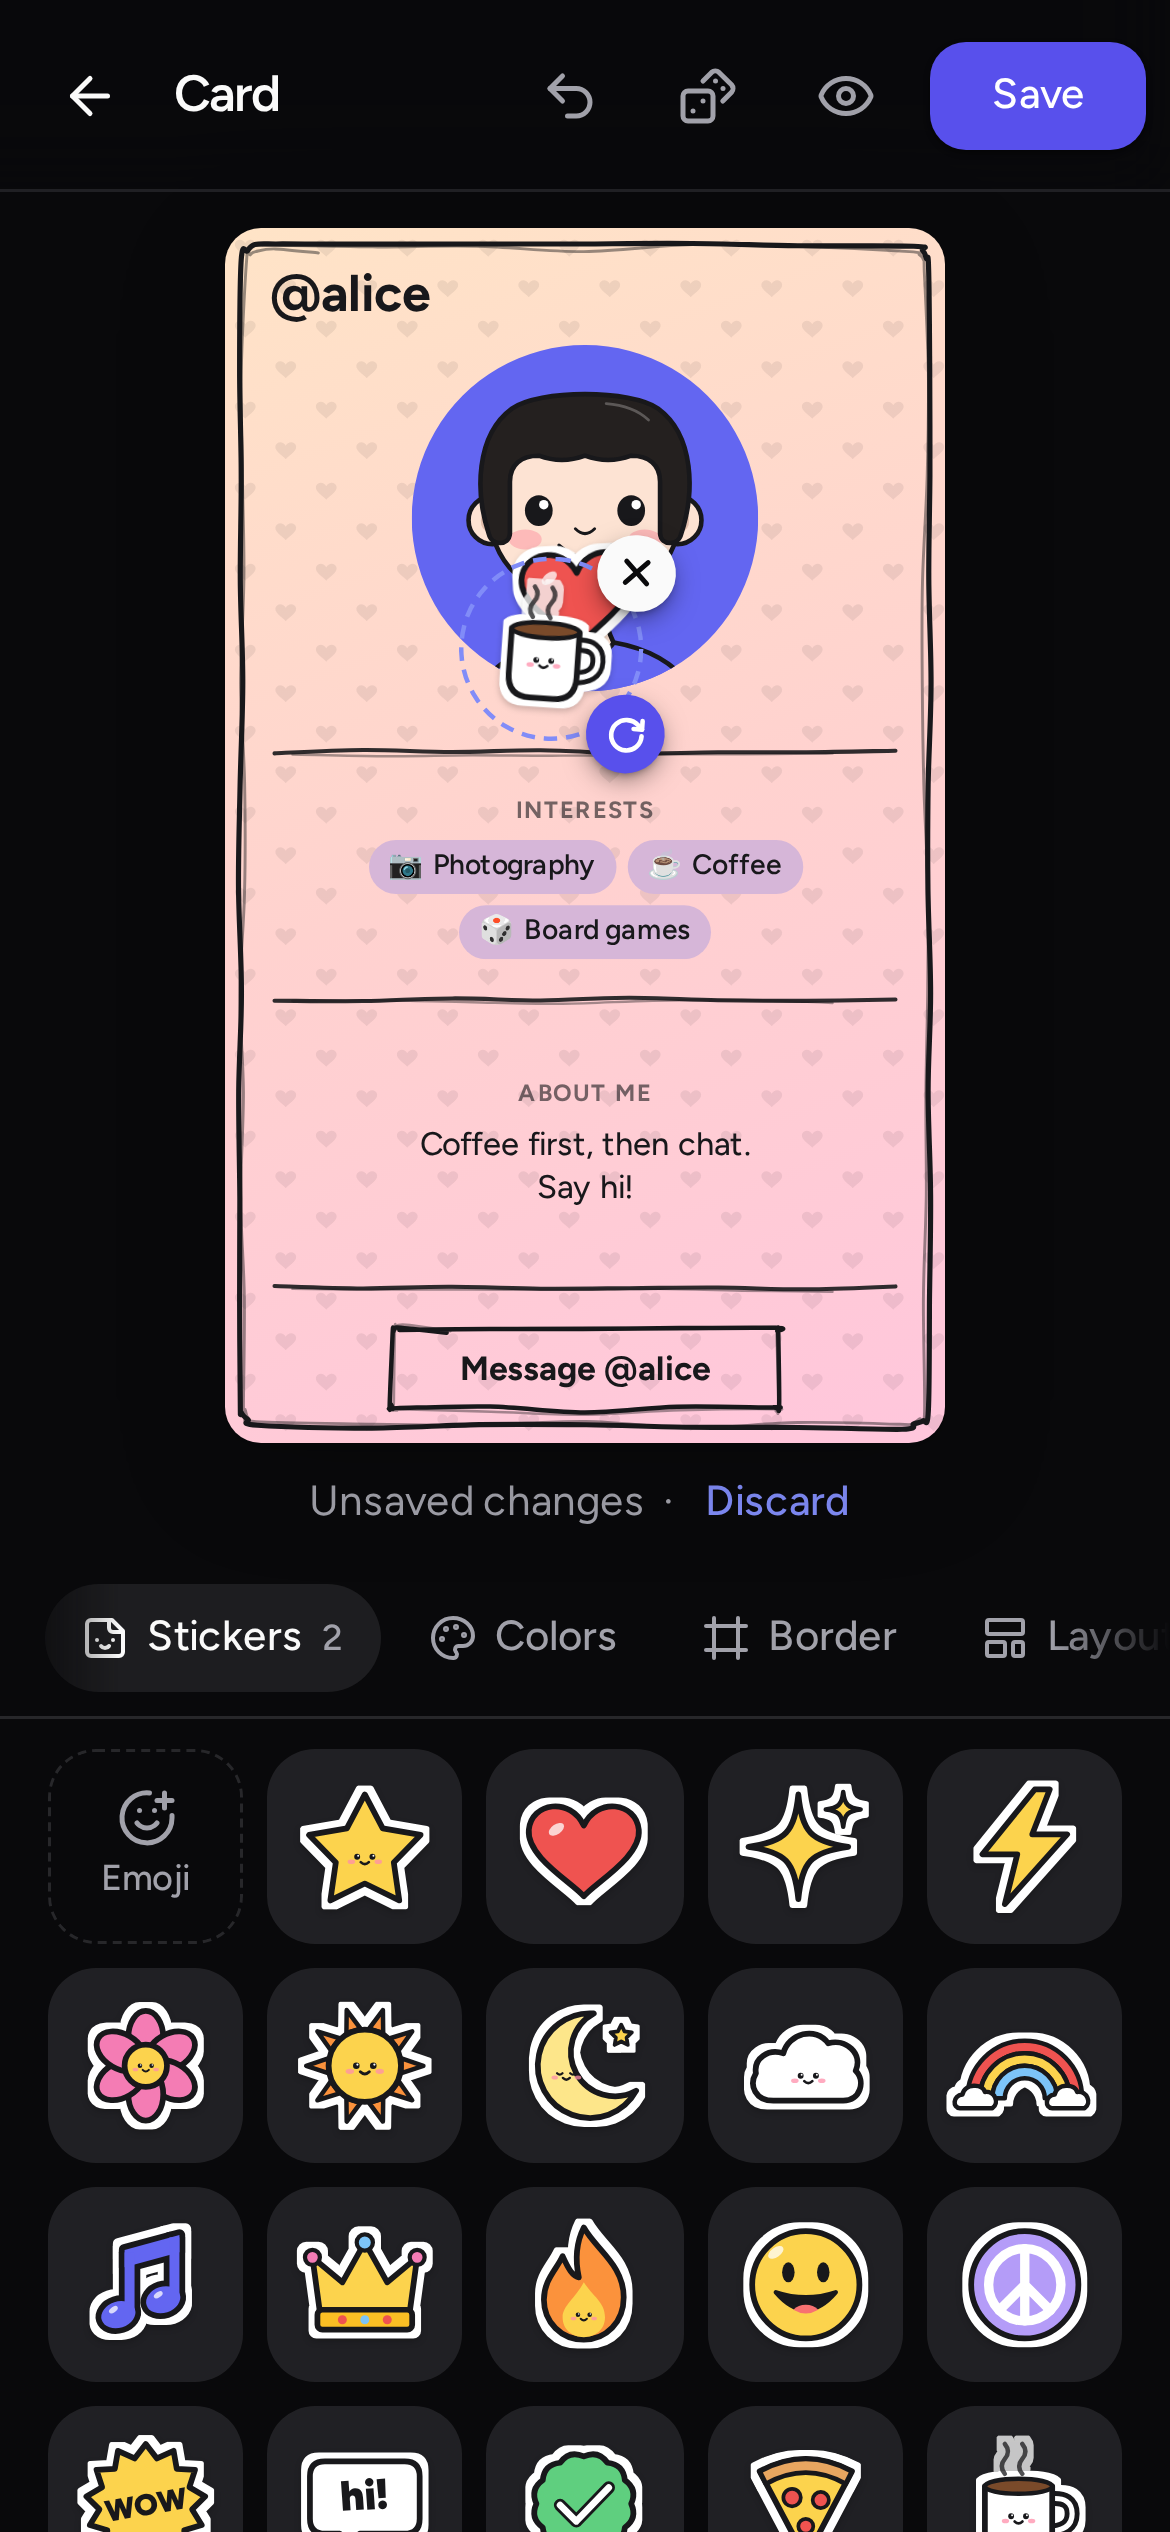 Card
Save
@alice
INTERESTS
Photography
Coffee
Board games
ABOUT ME
Coffee first, then chat.
Say hi!
Message @alice
Unsaved changes · Discard
Stickers 2
Colors
Border
Layou
Emoji
WOW
hi!